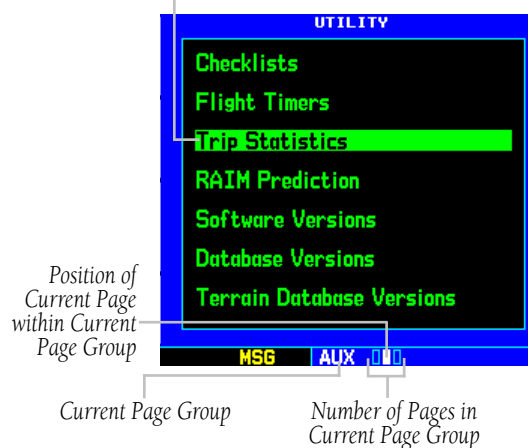 UTILITY
Checklists
Flight Timers
Trip Statistics
RAIM Prediction
Software Versions
Database Versions
Terrain Database Versions
Position of
Current Page
within Current
Page Group
MSG AUX
Current Page Group
Number of Pages in
Current Page Group